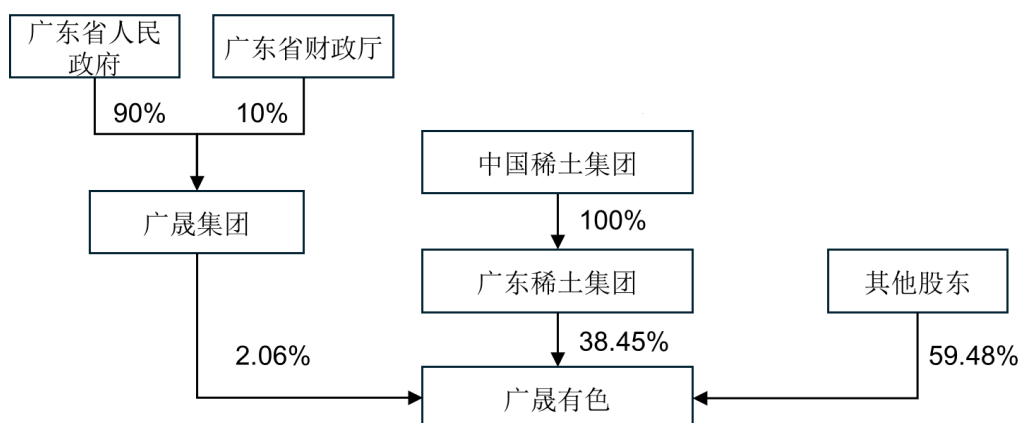 广东省人民
政府
广东省财政厅
90%
10%
中国稀土集团
100%
广晟集团
广东稀土集团
其他股东
2.06%
38.45%
59.48%
广晟有色